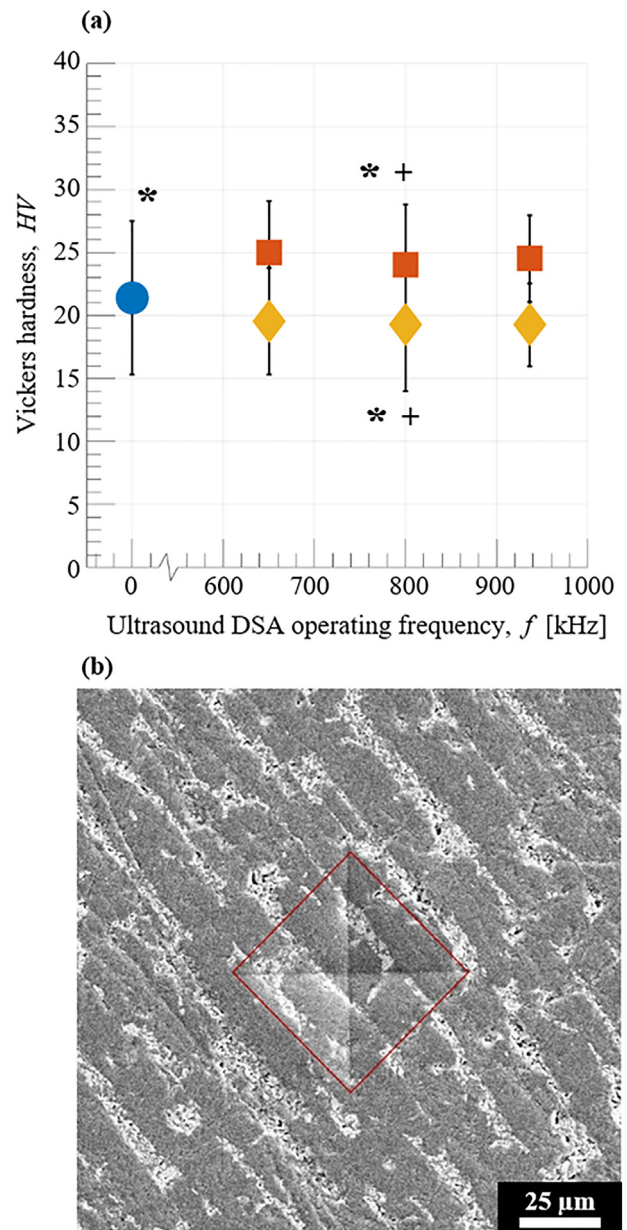 (a)
40
35
30
25
20
15
10
5
0
Vickers hardness, HV
* 
* +
* +
0 600 700 800 900 1000
Ultrasound DSA operating frequency, f [kHz]
(b)
25 µm